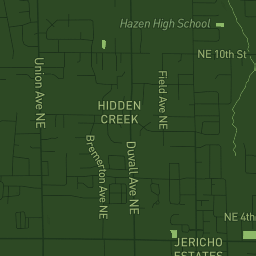 Hazen High School
NE 10th St
Union Ave NE
Field Ave NE
HIDDEN
CREEK
Bremerton Ave NE
Duvall Ave NE
NE 4th
JERICHO
ESTATES